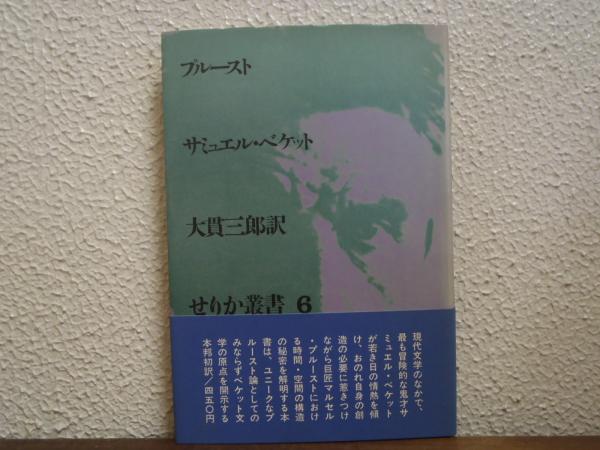 プルースト
サミュエル・ベケット
大貫三郎訳
せりか叢書 6
現代文学のなかで、
最も冒険的な鬼才サ
ミュエル・ベケット
が若き日の情熱を傾
け、おのれ自身の創
造の必要に惹きつけ
ながら巨匠マルセル
・プルーストにおけ
る時間・空間の構造
の秘密を解明する本
書は、ユニークなプ
ルースト論としての
みならずベケット文
学の原点を開示する
本邦初訳/四五〇円